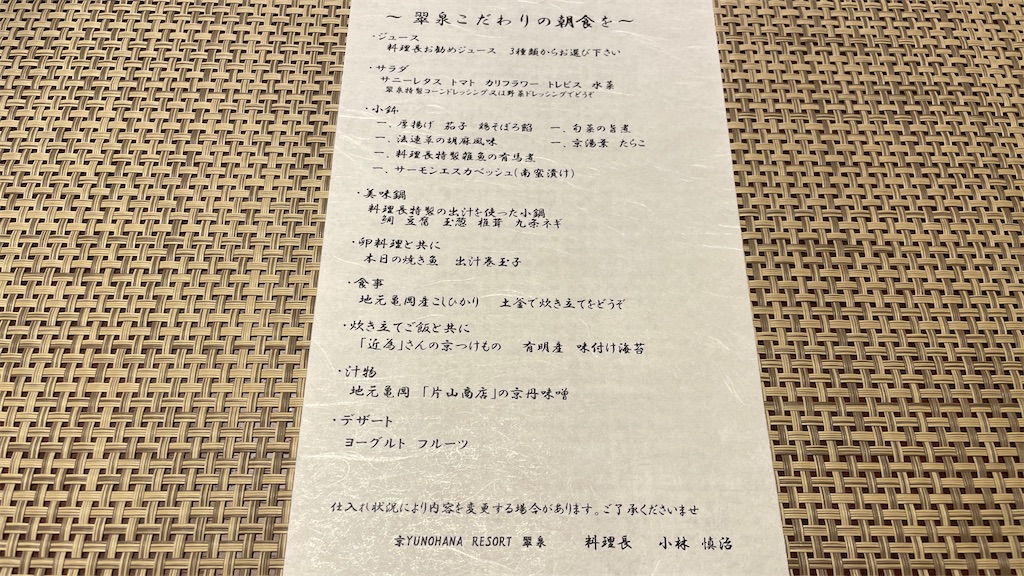 ～ 翠泉こだわりの朝食を～
・ジュース
料理長お勧めジュース 3種類からお選び下さい
・サラダ
サニーレタス トマト カリフラワー トレビス 水菜
翠泉特製コーンドレッシング又は野菜ドレッシングでどうぞ
・小鉢
一、厚揚げ 茄子 鶏そぼろ餡 一、旬菜の旨煮
一、法連草の胡麻風味 一、京湯葉 たらこ
一、料理長特製雑魚の有馬煮
一、サーモンエスカベッシュ(南蛮漬け)
・美味鍋
料理長特製の出汁を使った小鍋
豆腐 玉葱 椎茸 九条ネギ
・卵料理と共に
本日の焼き魚 出汁巻玉子
・食事
地元亀岡産こしひかり 土釜で炊き立てをどうぞ
・炊き立てご飯と共に
「近為」さんの京つけもの 有明産 味付け海苔
・汁物
地元亀岡 「片山商店」の京丹味噌
・デザート
ヨーグルト フルーツ
仕入れ状況により内容を変更する場合があります。ご了承くださいませ
京YUNOHANA RESORT 翠泉 料理長 小林 慎治